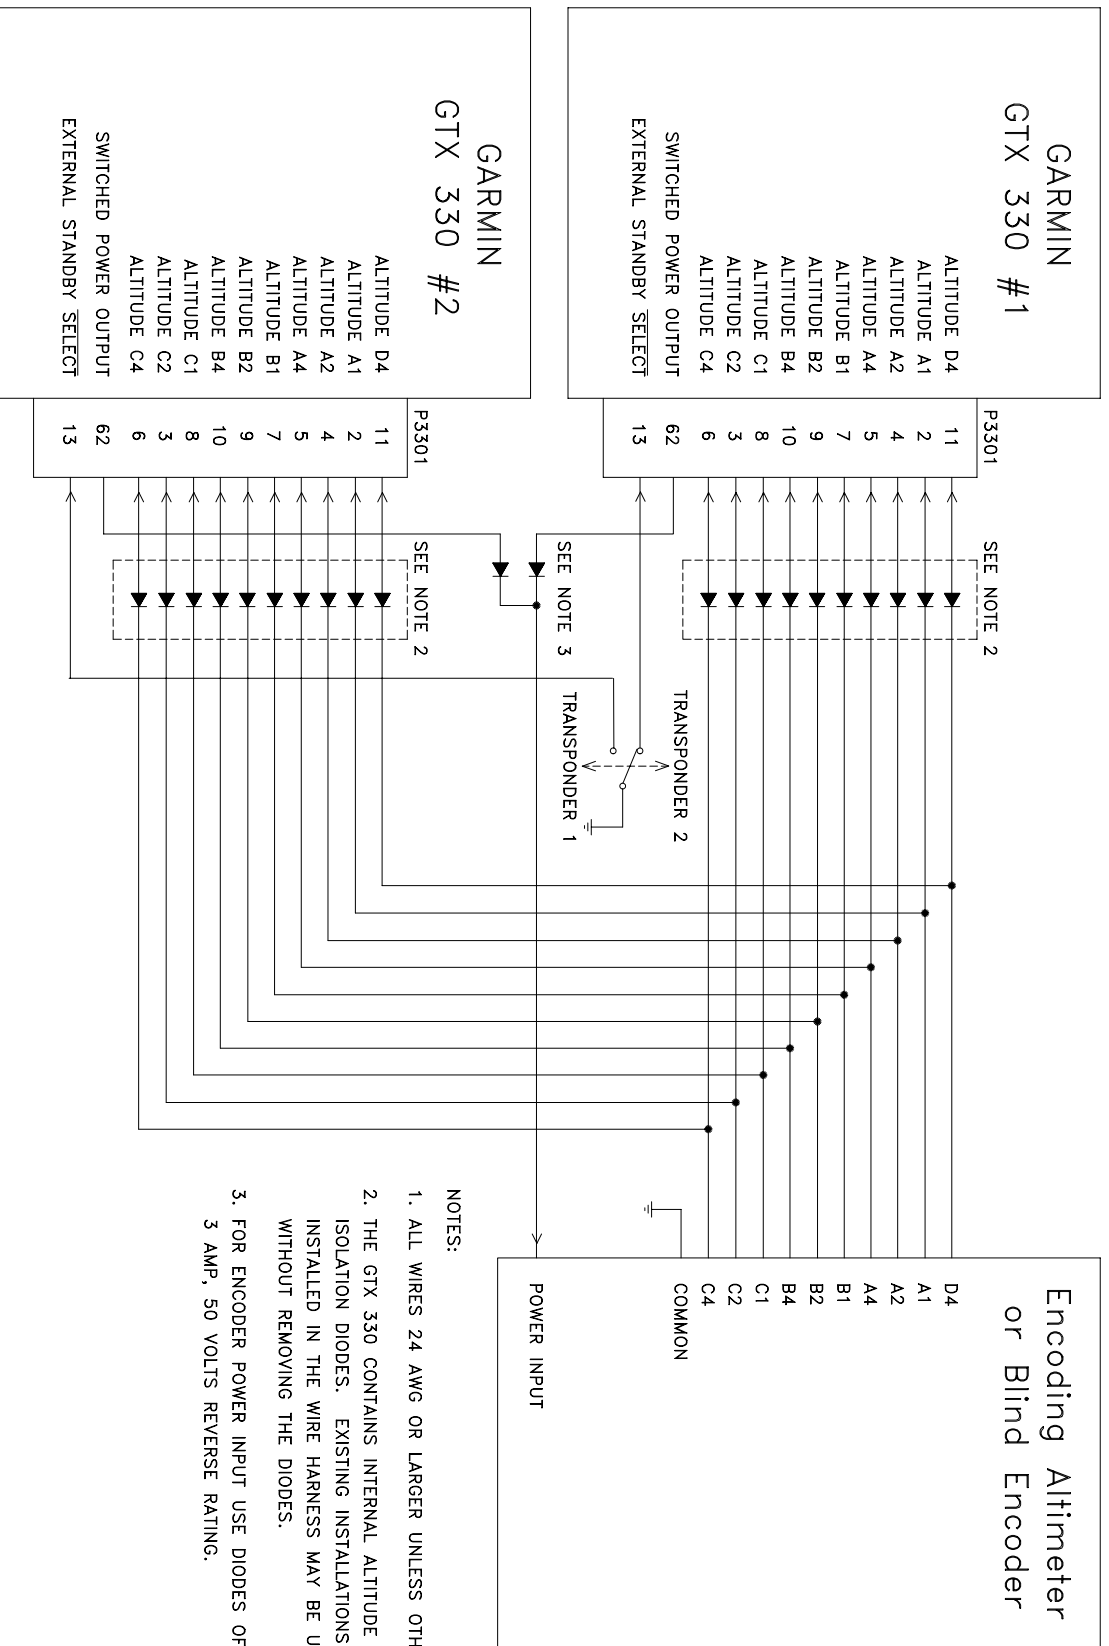 GARMIN
GTX 330 #1
ALTITUDE D4
ALTITUDE A1
ALTITUDE A2
ALTITUDE A4
ALTITUDE B1
ALTITUDE B2
ALTITUDE B4
ALTITUDE C1
ALTITUDE C2
ALTITUDE C4
SWITCHED POWER OUTPUT
EXTERNAL STANDBY SELECT
P3301
11
2
4
5
7
9
10
8
3
6
62
13
SEE NOTE 2
SEE NOTE 3
TRANSPONDER 2
TRANSPONDER 1
GARMIN
GTX 330 #2
ALTITUDE D4
ALTITUDE A1
ALTITUDE A2
ALTITUDE A4
ALTITUDE B1
ALTITUDE B2
ALTITUDE B4
ALTITUDE C1
ALTITUDE C2
ALTITUDE C4
SWITCHED POWER OUTPUT
EXTERNAL STANDBY SELECT
P3301
11
2
4
5
7
9
10
8
3
6
62
13
SEE NOTE 2
Encoding Altimeter
or Blind Encoder
D4
A1
A2
A4
B1
B2
B4
C1
C2
C4
COMMON
POWER INPUT
NOTES:
1. ALL WIRES 24 AWG OR LARGER UNLESS
2. THE GTX 330 CONTAINS INTERNAL ALTITUDE
ISOLATION DIODES. EXISTING INSTALLATIONS
INSTALLED IN THE WIRE HARNESS MAY BE
WITHOUT REMOVING THE DIODES.
3. FOR ENCODER POWER INPUT USE DIODES OF
3 AMP, 50 VOLTS REVERSE RATING.